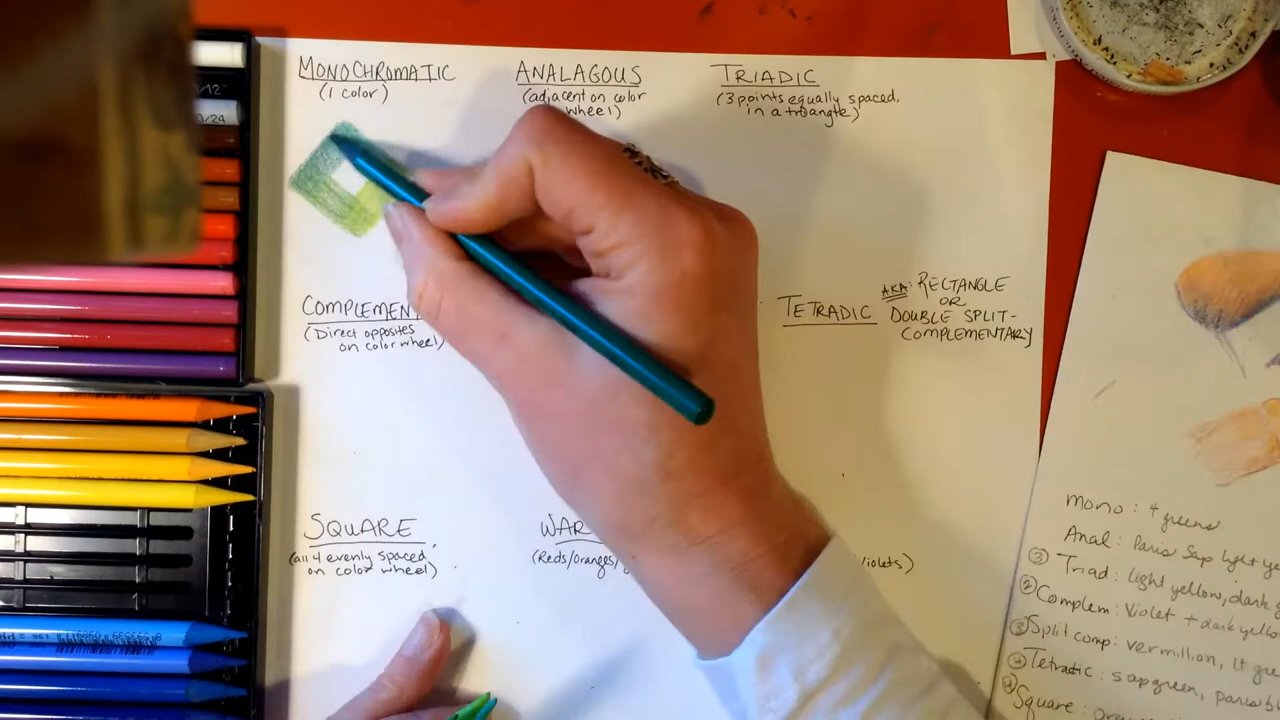 MONOCHROMATIC
(1 color)
ANALAGOUS
(adjacent on color
wheel)
TRIADIC
(3 points equally spaced,
in a triangle)
COMPLEMEN
(Direct opposites
on color wheel)
TETRADIC
AKA: RECTANGLE
OR
DOUBLE SPLIT-
COMPLEMENTARY)
SQUARE
(all 4 evenly spaced,
on color wheel)
WAR
(Reds/oranges/
violets)
mono: 4 greens
Anal: Paris Sap light ye
③ Triad: light yellow, dark
② Complem: Violet + dark yello
③ Split comp: vermillion, lt gre
④ Tetradic: sap green, paris b
④ Square:
/24